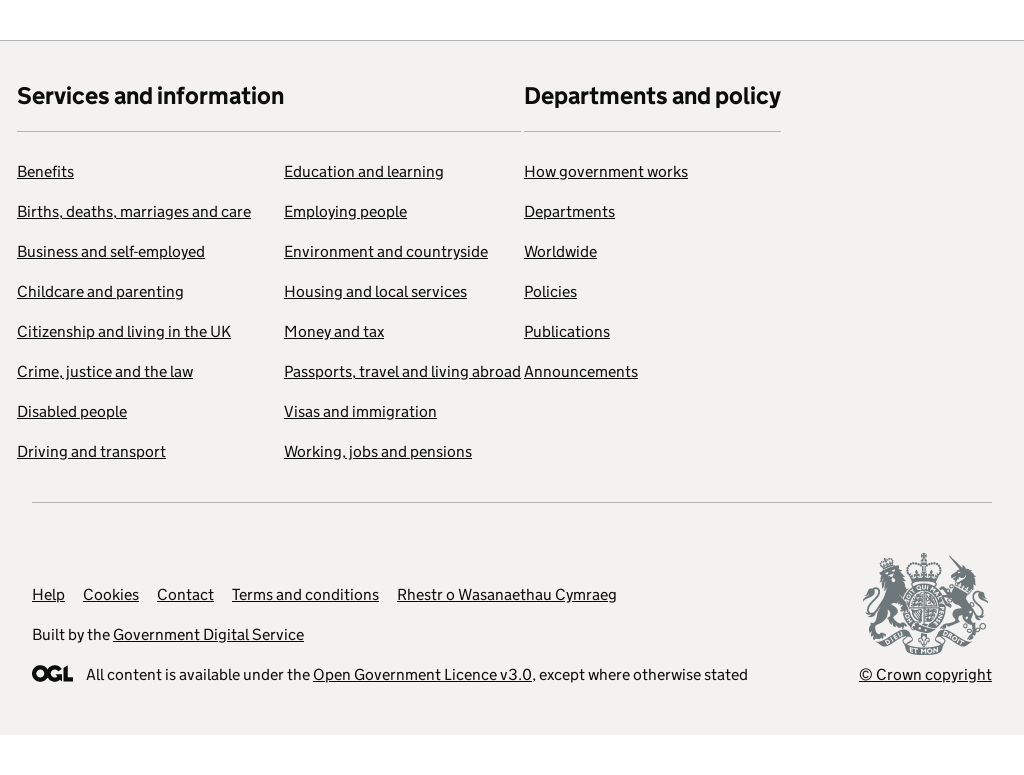 Services and information
Benefits
Births, deaths, marriages and care
Business and self-employed
Childcare and parenting
Citizenship and living in the UK
Crime, justice and the law
Disabled people
Driving and transport
Education and learning
Employing people
Environment and countryside
Housing and local services
Money and tax
Passports, travel and living abroad
Visas and immigration
Working, jobs and pensions
Departments and policy
How government works
Departments
Worldwide
Policies
Publications
Announcements
Help Cookies Contact Terms and conditions Rhestr o Wasanaethau Cymraeg
Built by the Government Digital Service
OGL All content is available under the Open Government Licence v3.0, except where otherwise stated
DIEU ET MON DROIT
© Crown copyright